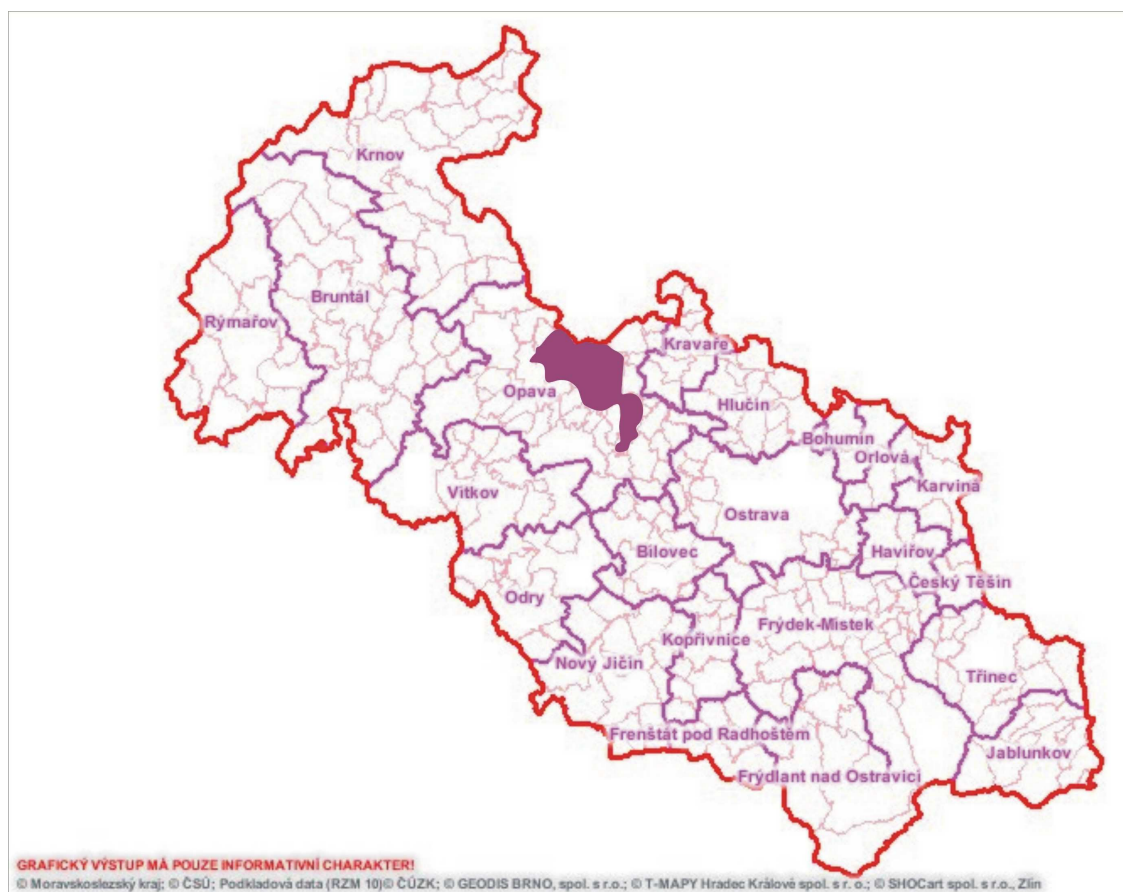 Krnov
Bruntál
Rýmařov
Kravaře
Opava
Hlučín
Bohumín
Orlová
Karviná
Vítkov
Ostrava
Bílovec
Havířov
Český Těšín
Odry
Frýdek-Místek
Kopřivnice
Nový Jičín
Třinec
Frenštát pod Radhoštěm
Jablunkov
Frýdlant nad Ostravicí
GRAFICKÝ VÝSTUP MÁ POUZE INFORMATIVNÍ CHARAKTER!
© Moravskoslezský kraj; © ČSÚ; Podkladová data (RZM 10)© ČÚZK; © GEODIS BRNO, spol. s r.o.; © T-MAPY Hradec Králové spol. s r. o.; © SHOCart spol. s r.o., Zlín